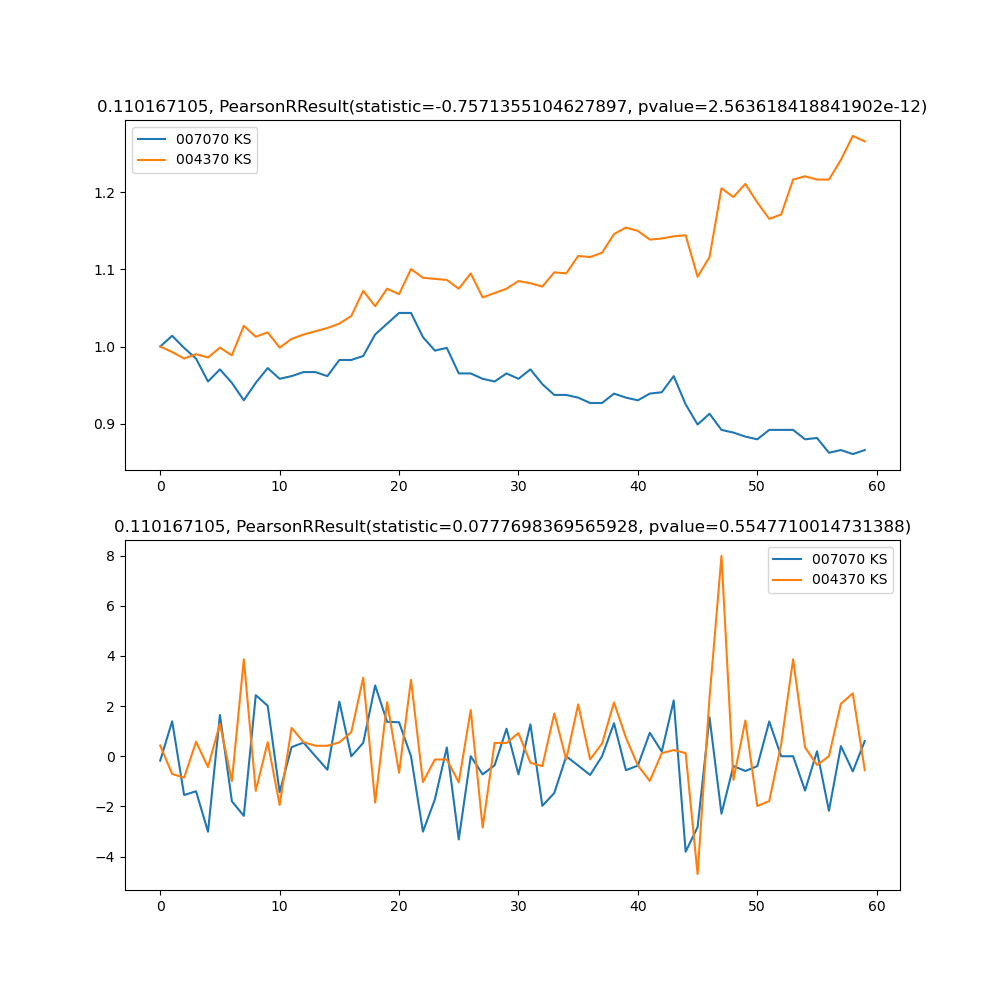 0.110167105, PearsonRResult(statistic=-0.7571355104627897, pvalue=2.563618418841902e-12)
007070 KS
004370 KS
1.2
1.1
1.0
0.9
0 10 20 30 40 50 60
0.110167105, PearsonRResult(statistic=0.0777698369565928, pvalue=0.5547710014731388)
007070 KS
004370 KS
8
6
4
2
0
−2
−4
0 10 20 30 40 50 60